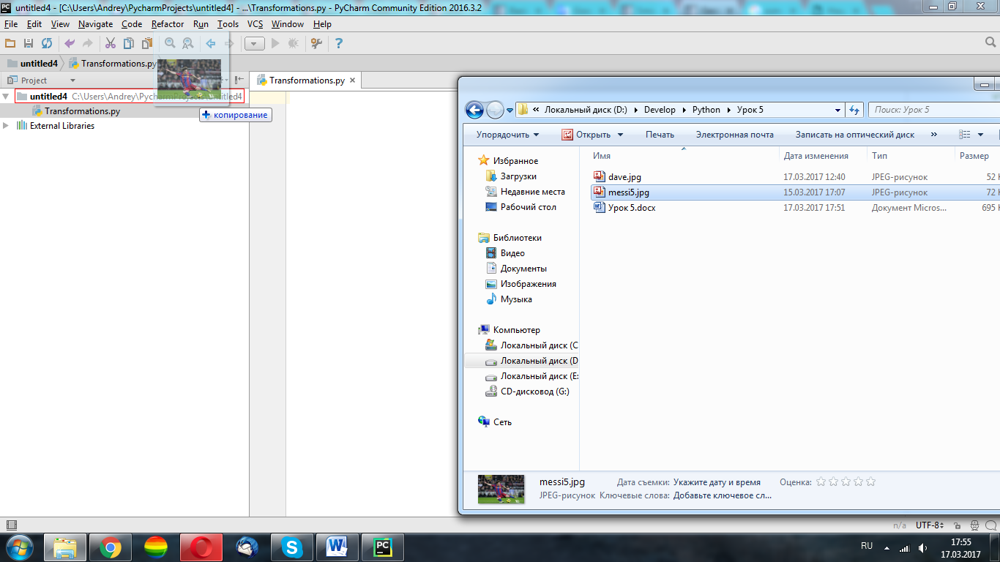 untitled4 - [C:\Users\Andrey\PycharmProjects\untitled4] - ...\Transformations.py - PyCharm Community Edition 2016.3.2
File Edit View Navigate Code Refactor Run Tools VCS Window Help
untitled4 Transformations.py
Project
Transformations.py
untitled4 C:\Users\Andrey\PycharmProjects\untitled4
Transformations.py
копирование
External Libraries
Локальный диск (D:) Develop Python Урок 5
Поиск: Урок 5
Упорядочить Открыть Печать Электронная почта Записать на оптический диск »
Избранное
Загрузки
Недавние места
Рабочий стол
Библиотеки
Видео
Документы
Изображения
Музыка
Компьютер
Локальный диск (C
Локальный диск (D
Локальный диск (E:
CD-дисковод (G:)
Сеть
Имя Дата изменения Тип Размер
dave.jpg 17.03.2017 12:40 JPEG-рисунок 52
messi5.jpg 15.03.2017 17:07 JPEG-рисунок 72
Урок 5.docx 17.03.2017 17:51 Документ Micros... 695
messi5.jpg Дата съемки: Укажите дату и время Оценка:
JPEG-рисунок Ключевые слова: Добавьте ключевое сл...
n/a UTF-8
RU
17:55
17.03.2017